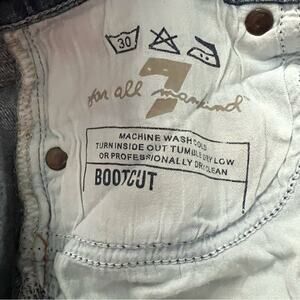 30
7
for all mankind
MACHINE WASH COLD
TURN INSIDE OUT TUMBLE DRY LOW
OR PROFESSIONALLY DRY CLEAN
BOOTCUT